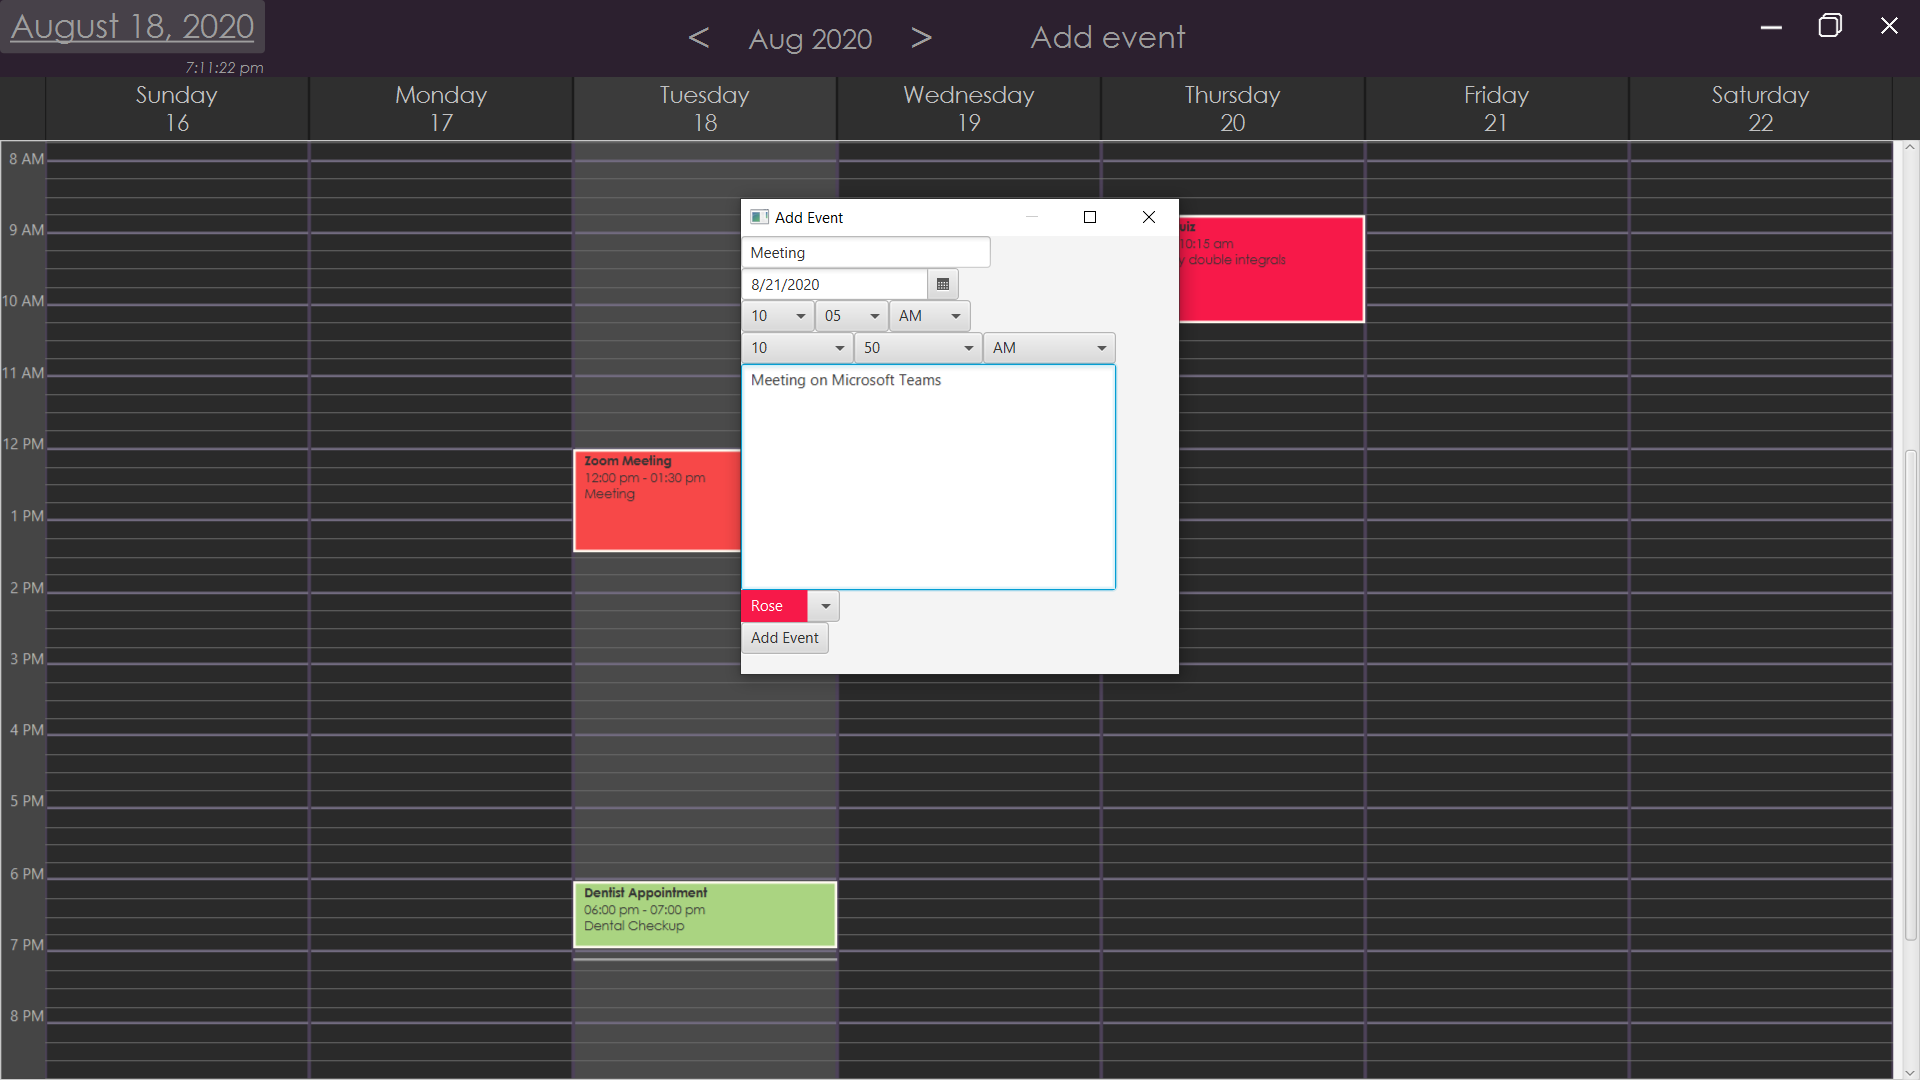 August 18, 2020
7:11:22 pm
< Aug 2020 > Add event
Sunday Monday Tuesday Wednesday Thursday Friday Saturday
16 17 18 19 20 21 22
8 AM
9 AM
10 AM
11 AM
12 PM
1 PM
2 PM
3 PM
4 PM
5 PM
6 PM
7 PM
8 PM
Add Event
Meeting
8/21/2020
10 05 AM
10 50 AM
Meeting on Microsoft Teams
Rose
Add Event
Zoom Meeting
12:00 pm - 01:30 pm
Meeting
Dentist Appointment
06:00 pm - 07:00 pm
Dental Checkup
10:15 am
double integrals